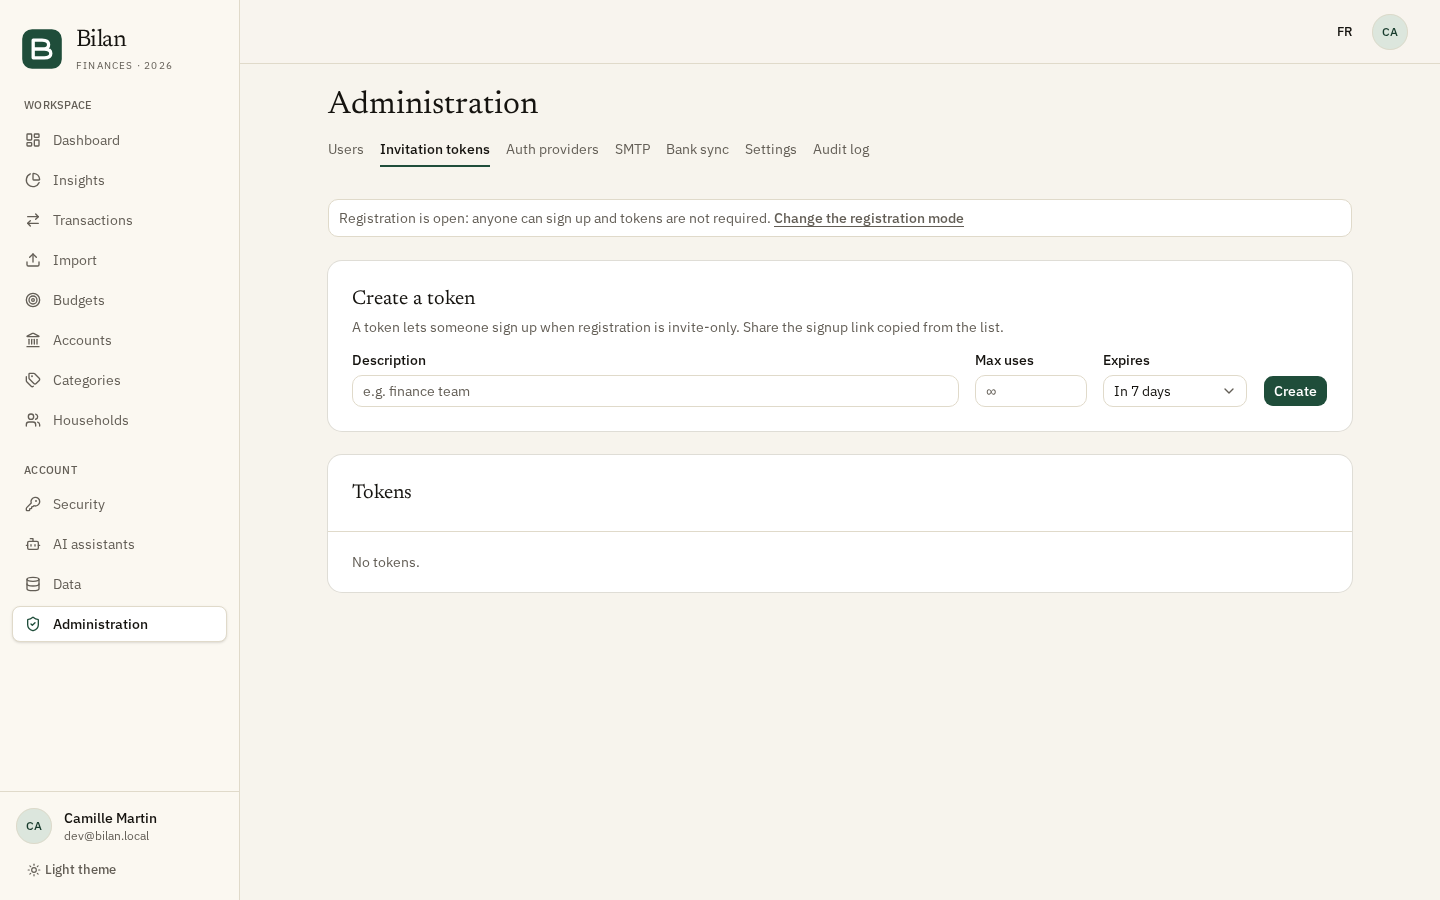 Bilan
FINANCES · 2026
WORKSPACE
Dashboard
Insights
Transactions
Import
Budgets
Accounts
Categories
Households
ACCOUNT
Security
AI assistants
Data
Administration
CA
Camille Martin
dev@bilan.local
Light theme
FR
CA
Administration
Users
Invitation tokens
Auth providers
SMTP
Bank sync
Settings
Audit log
Registration is open: anyone can sign up and tokens are not required. Change the registration mode
Create a token
A token lets someone sign up when registration is invite-only. Share the signup link copied from the list.
Description
Max uses
Expires
e.g. finance team
∞
In 7 days
Create
Tokens
No tokens.